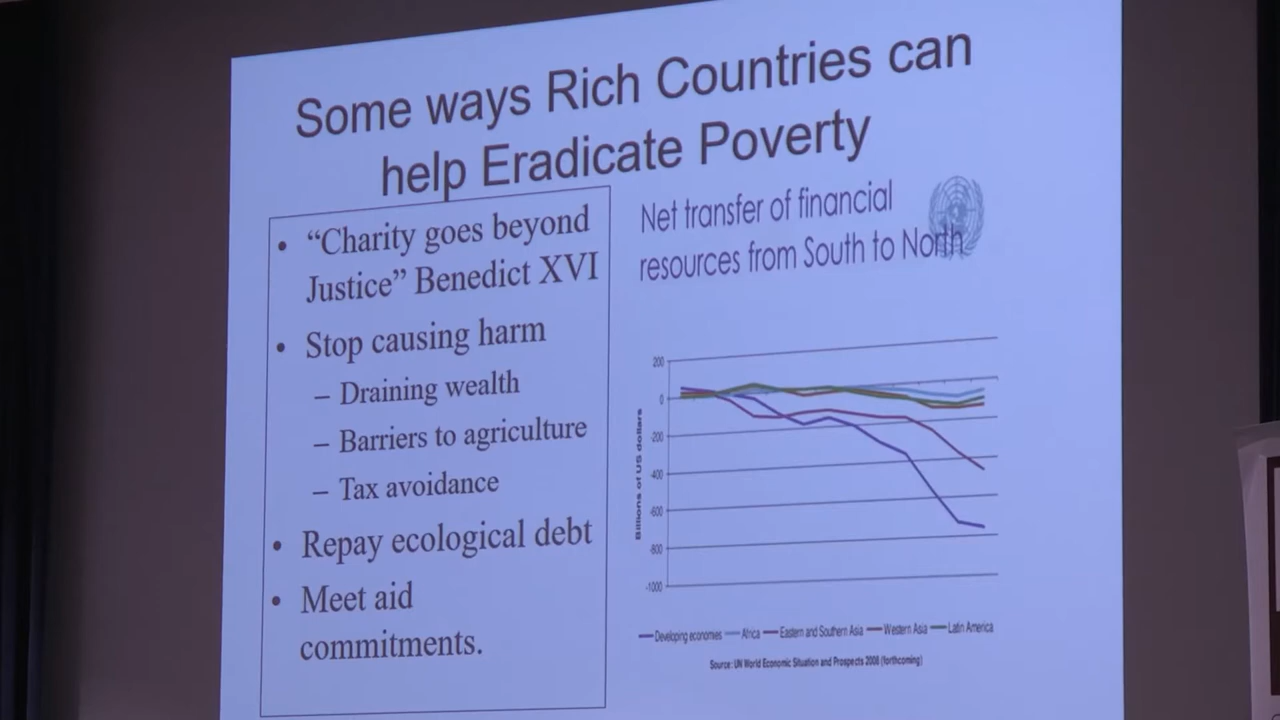 Some ways Rich Countries can
help Eradicate Poverty
• “Charity goes beyond
Justice” Benedict XVI
• Stop causing harm
– Draining wealth
– Barriers to agriculture
– Tax avoidance
• Repay ecological debt
• Meet aid
commitments.
Net transfer of financial
resources from South to North
Billions of US dollars
200
0
-200
-400
-600
-800
-1000
Developing economies Africa Eastern and Southern Asia Western Asia Latin America
Source: UN World Economic Situation and Prospects 2008 (forthcoming)